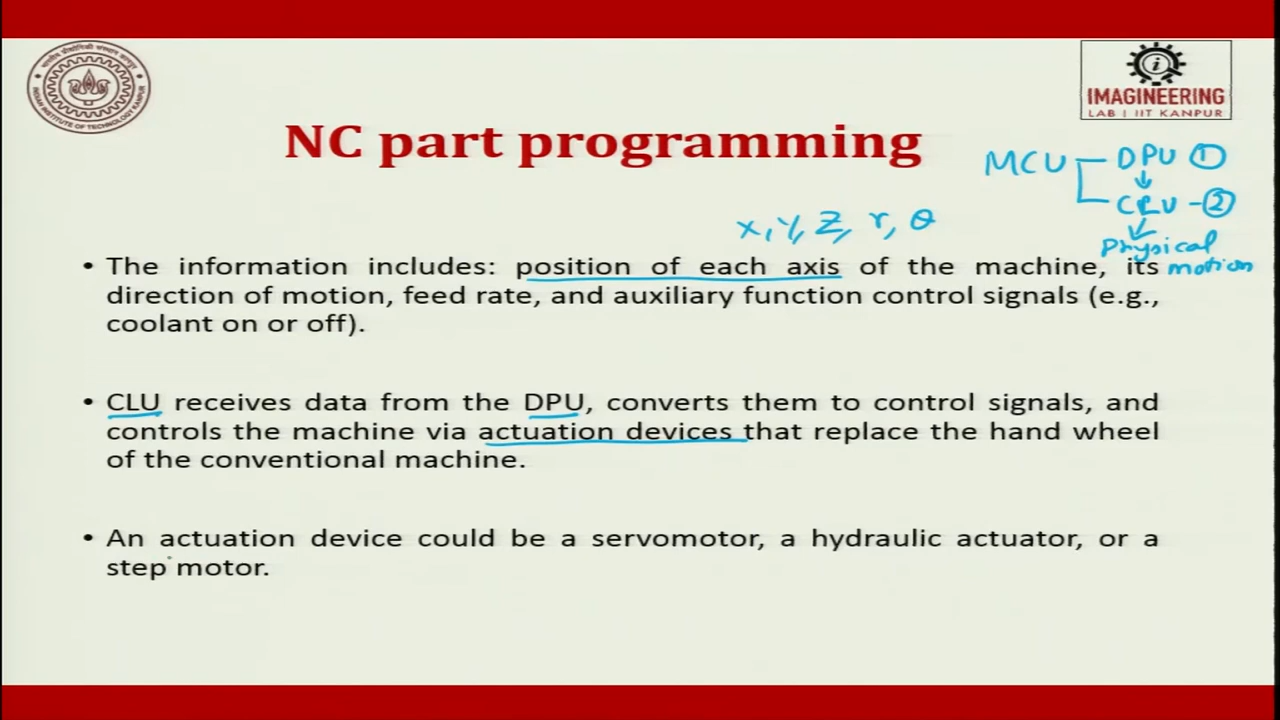 IMAGINEERING
LAB | IIT KANPUR
NC part programming
MCU DPU ①
CLU - ②
Physical
motion
x, y, z, r, θ
• The information includes: position of each axis of the machine, its
direction of motion, feed rate, and auxiliary function control signals (e.g.,
coolant on or off).
• CLU receives data from the DPU, converts them to control signals, and
controls the machine via actuation devices that replace the hand wheel
of the conventional machine.
• An actuation device could be a servomotor, a hydraulic actuator, or a
step motor.